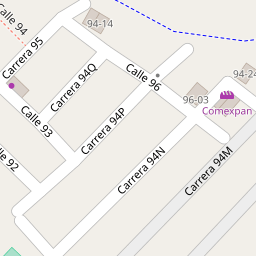 94-14
Calle 94
Carrera 95
Calle 96
94-24
Carrera 94Q
96-03
Comexpan
Calle 93
Carrera 94P
Carrera 94N
Carrera 94M
Calle 92